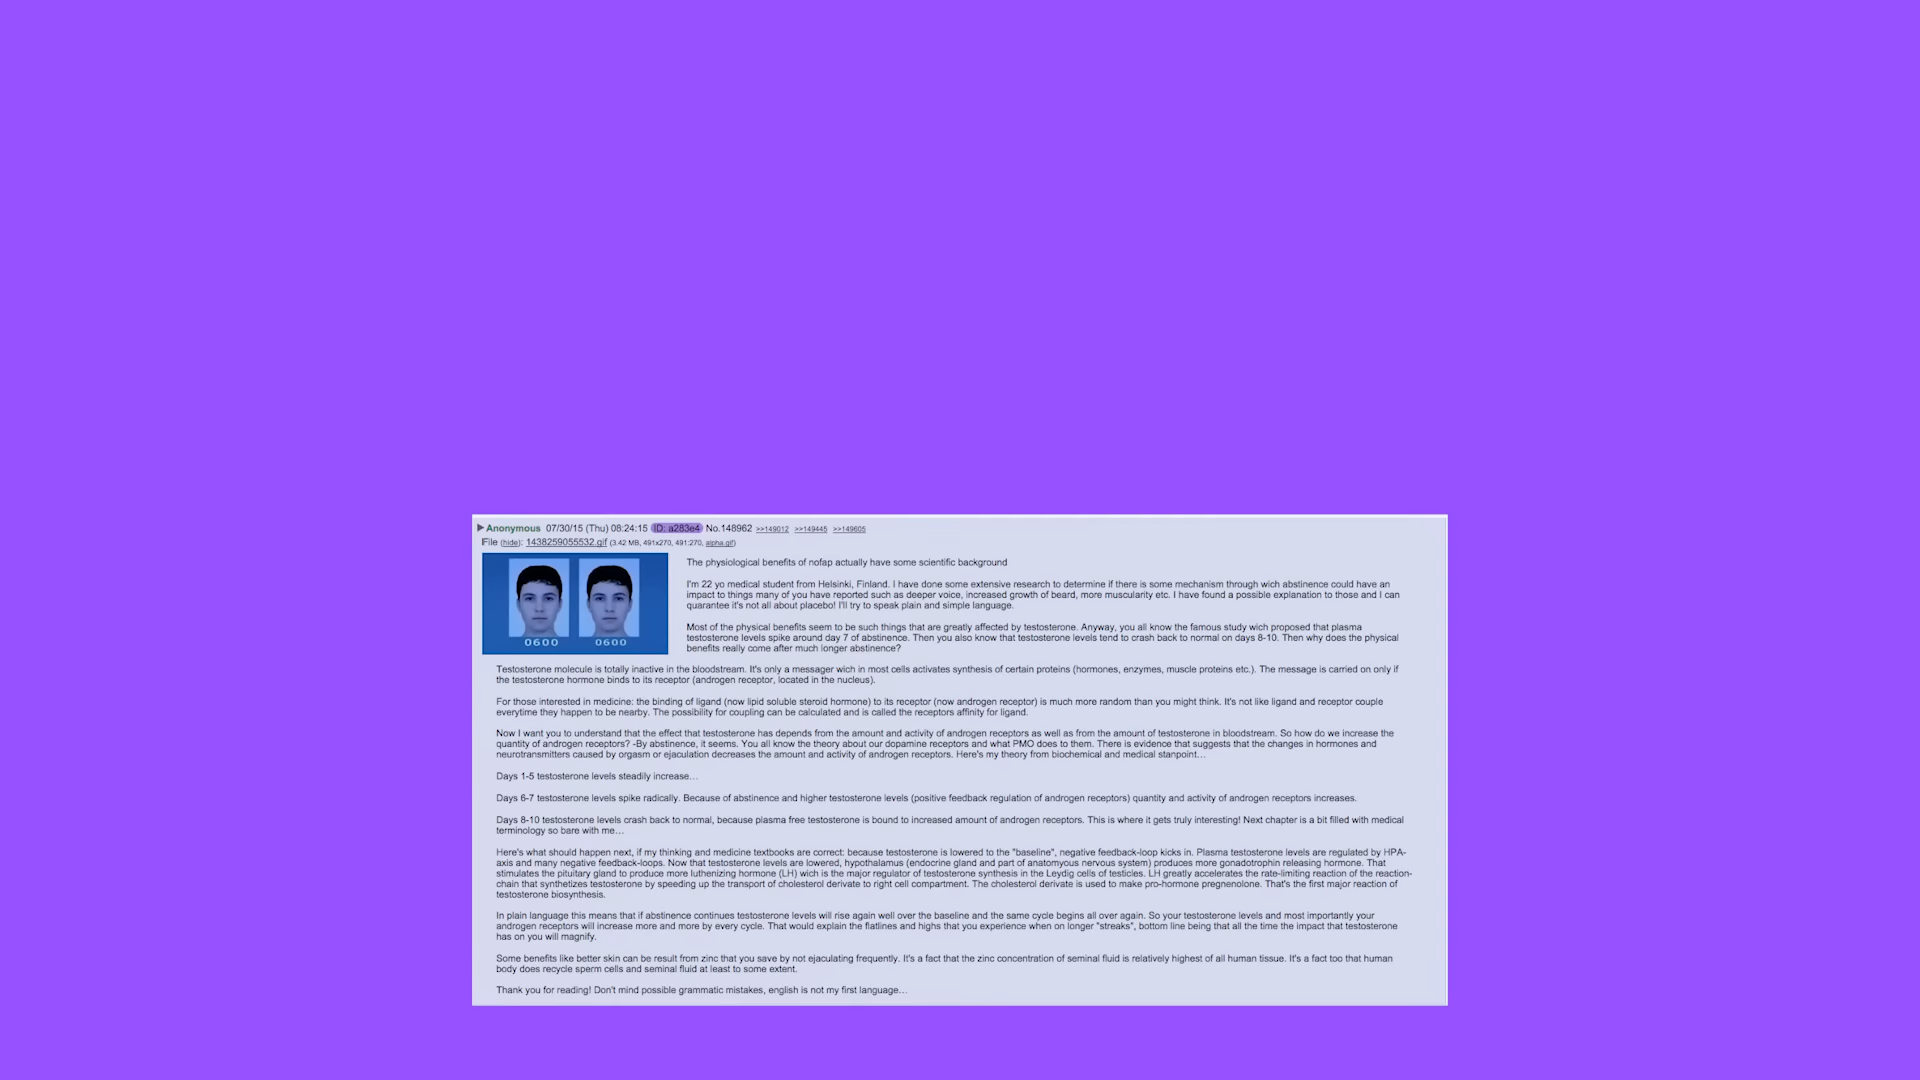 ▶Anonymous 07/30/15 (Thu) 08:24:15 ID: a283e4 No.148962 >>149012 >>149445 >>149605
File (hide): 1438259055532.gif (3.42 MB, 491x270, 491:270, alpha.gif)
0600 0600
The physiological benefits of nofap actually have some scientific background
I'm 22 yo medical student from Helsinki, Finland. I have done some extensive research to determine if there is some mechanism through wich abstinence could have an
impact to things many of you have reported such as deeper voice, increased growth of beard, more muscularity etc. I have found a possible explanation to those and I can
quarantee it's not all about placebo! I'll try to speak plain and simple language.
Most of the physical benefits seem to be such things that are greatly affected by testosterone. Anyway, you all know the famous study wich proposed that plasma
testosterone levels spike around day 7 of abstinence. Then you also know that testosterone levels tend to crash back to normal on days 8-10. Then why does the physical
benefits really come after much longer abstinence?
Testosterone molecule is totally inactive in the bloodstream. It's only a messager wich in most cells activates synthesis of certain proteins (hormones, enzymes, muscle proteins etc.). The message is carried on only if
the testosterone hormone binds to its receptor (androgen receptor, located in the nucleus).
For those interested in medicine: the binding of ligand (now lipid soluble steroid hormone) to its receptor (now androgen receptor) is much more random than you might think. It's not like ligand and receptor couple
everytime they happen to be nearby. The possibility for coupling can be calculated and is called the receptors affinity for ligand.
Now I want you to understand that the effect that testosterone has depends from the amount and activity of androgen receptors as well as from the amount of testosterone in bloodstream. So how do we increase the
quantity of androgen receptors? -By abstinence, it seems. You all know the theory about our dopamine receptors and what PMO does to them. There is evidence that suggests that the changes in hormones and
neurotransmitters caused by orgasm or ejaculation decreases the amount and activity of androgen receptors. Here's my theory from biochemical and medical stanpoint…
Days 1-5 testosterone levels steadily increase…
Days 6-7 testosterone levels spike radically. Because of abstinence and higher testosterone levels (positive feedback regulation of androgen receptors) quantity and activity of androgen receptors increases.
Days 8-10 testosterone levels crash back to normal, because plasma free testosterone is bound to increased amount of androgen receptors. This is where it gets truly interesting! Next chapter is a bit filled with medical
terminology so bare with me…
Here's what should happen next, if my thinking and medicine textbooks are correct: because testosterone is lowered to the "baseline", negative feedback-loop kicks in. Plasma testosterone levels are regulated by HPA-
axis and many negative feedback-loops. Now that testosterone levels are lowered, hypothalamus (endocrine gland and part of anatomyous nervous system) produces more gonadotrophin releasing hormone. That
stimulates the pituitary gland to produce more luthenizing hormone (LH) wich is the major regulator of testosterone synthesis in the Leydig cells of testicles. LH greatly accelerates the rate-limiting reaction of the reaction-
chain that synthetizes testosterone by speeding up the transport of cholesterol derivate to right cell compartment. The cholesterol derivate is used to make pro-hormone pregnenolone. That's the first major reaction of
testosterone biosynthesis.
In plain language this means that if abstinence continues testosterone levels will rise again well over the baseline and the same cycle begins all over again. So your testosterone levels and most importantly your
androgen receptors will increase more and more by every cycle. That would explain the flatlines and highs that you experience when on longer "streaks", bottom line being that all the time the impact that testosterone
has on you will magnify.
Some benefits like better skin can be result from zinc that you save by not ejaculating frequently. It's a fact that the zinc concentration of seminal fluid is relatively highest of all human tissue. It's a fact too that human
body does recycle sperm cells and seminal fluid at least to some extent.
Thank you for reading! Don't mind possible grammatic mistakes, english is not my first language…